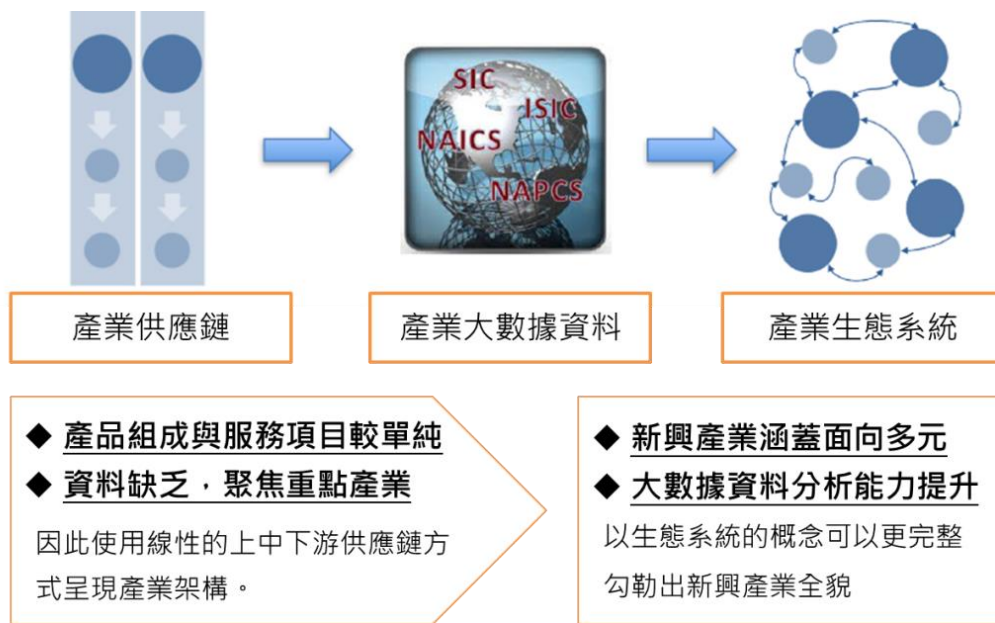 SIC
ISIC
NAICS
NAPCS
產業供應鏈
產業大數據資料
產業生態系統
◆ 產品組成與服務項目較單純
◆ 資料缺乏，聚焦重點產業
因此使用線性的上中下游供應鏈方
式呈現產業架構。
◆ 新興產業涵蓋面向多元
◆ 大數據資料分析能力提升
以生態系統的概念可以更完整
勾勒出新興產業全貌